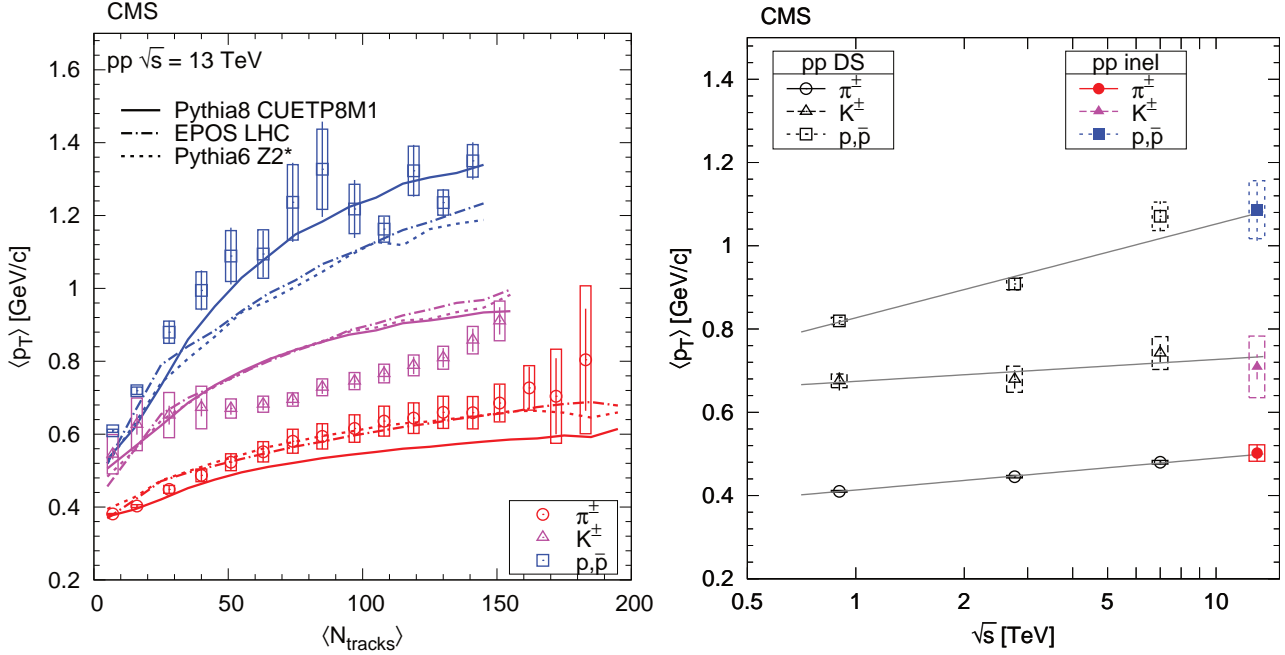 CMS
pp √s = 13 TeV
Pythia8 CUETP8M1
EPOS LHC
Pythia6 Z2*
⟨p_T⟩ [GeV/c]
1.6
1.4
1.2
1
0.8
0.6
0.4
0.2
0 50 100 150 200
⟨N_tracks⟩
π±
K±
p,p̄
CMS
pp DS
π±
K±
p,p̄
pp inel
π±
K±
p,p̄
⟨p_T⟩ [GeV/c]
1.4
1.2
1
0.8
0.6
0.4
0.2
0.5 1 2 5 10
√s [TeV]